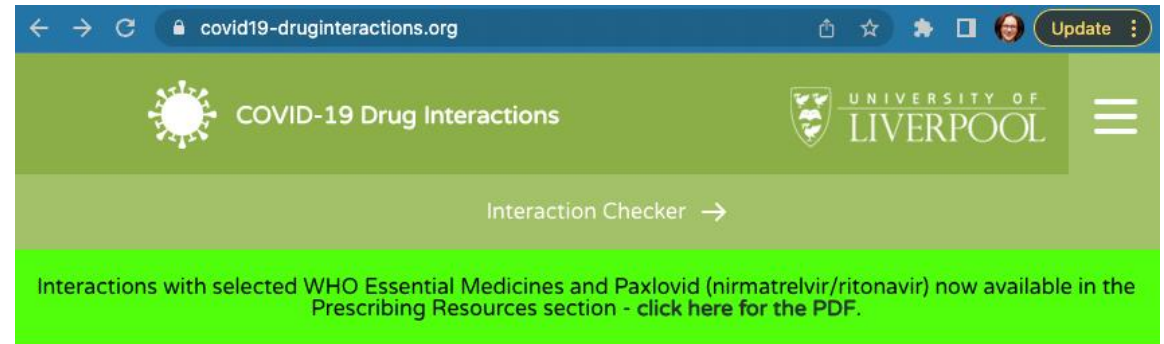 covid19-druginteractions.org
Update
COVID-19 Drug Interactions
UNIVERSITY OF
LIVERPOOL
Interaction Checker →
Interactions with selected WHO Essential Medicines and Paxlovid (nirmatrelvir/ritonavir) now available in the
Prescribing Resources section - click here for the PDF.